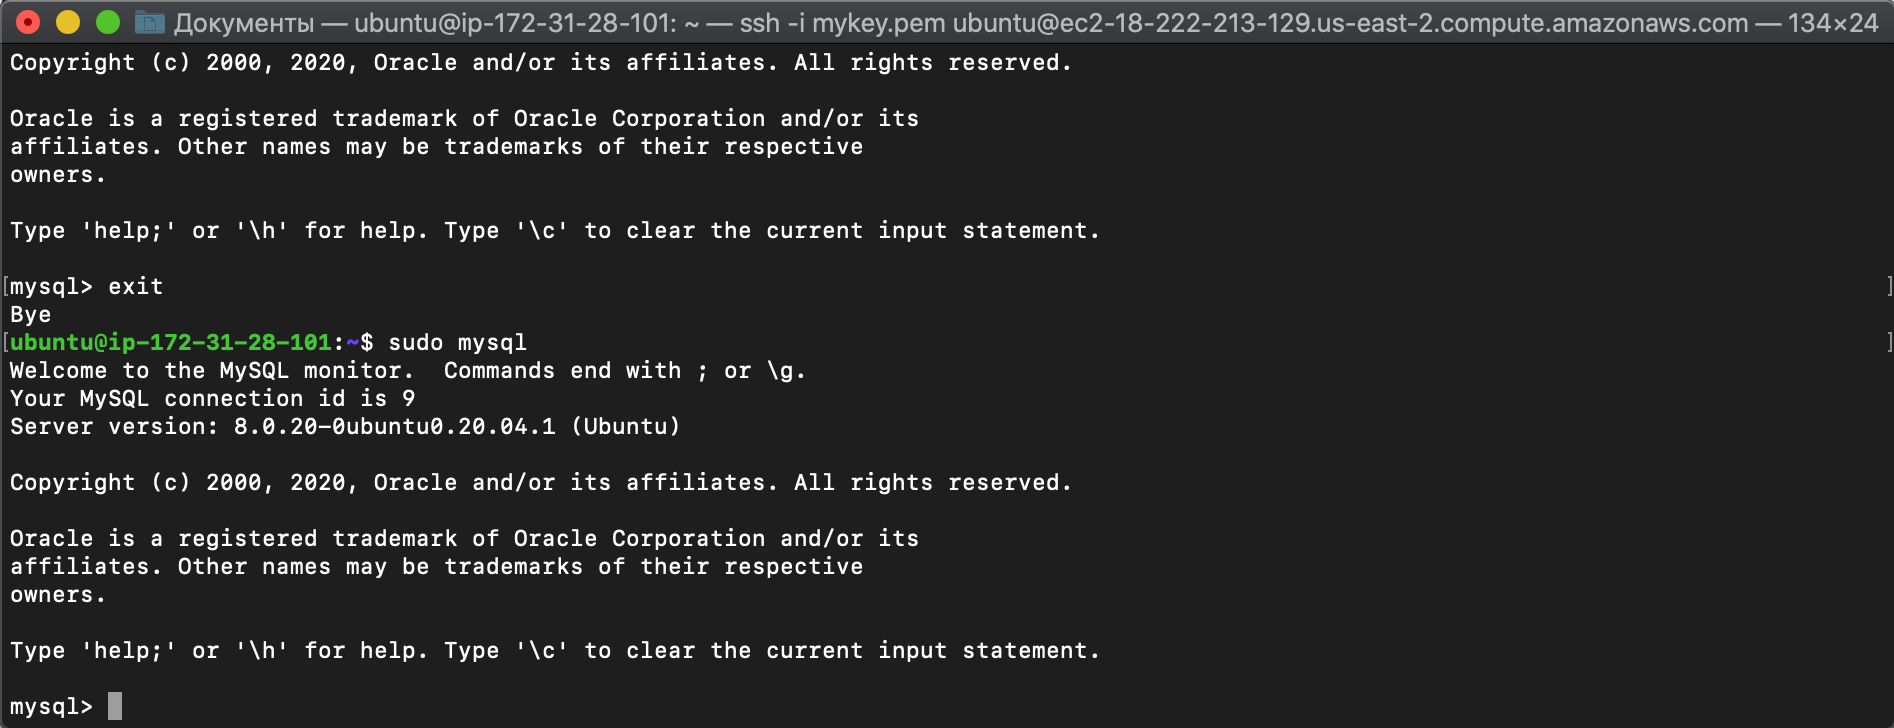 Документы — ubuntu@ip-172-31-28-101: ~ — ssh -i mykey.pem ubuntu@ec2-18-222-213-129.us-east-2.compute.amazonaws.com — 134×24
Copyright (c) 2000, 2020, Oracle and/or its affiliates. All rights reserved.
Oracle is a registered trademark of Oracle Corporation and/or its
affiliates. Other names may be trademarks of their respective
owners.
Type 'help;' or '\h' for help. Type '\c' to clear the current input statement.
[mysql> exit ]
Bye
[ubuntu@ip-172-31-28-101:~$ sudo mysql ]
Welcome to the MySQL monitor.  Commands end with ; or \g.
Your MySQL connection id is 9
Server version: 8.0.20-0ubuntu0.20.04.1 (Ubuntu)
Copyright (c) 2000, 2020, Oracle and/or its affiliates. All rights reserved.
Oracle is a registered trademark of Oracle Corporation and/or its
affiliates. Other names may be trademarks of their respective
owners.
Type 'help;' or '\h' for help. Type '\c' to clear the current input statement.
mysql>